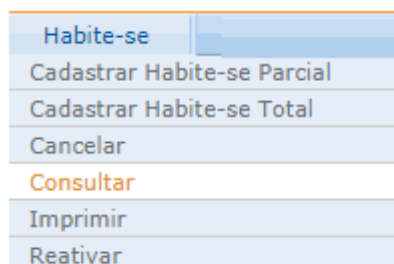 Habite-se
Cadastrar Habite-se Parcial
Cadastrar Habite-se Total
Cancelar
Consultar
Imprimir
Reativar